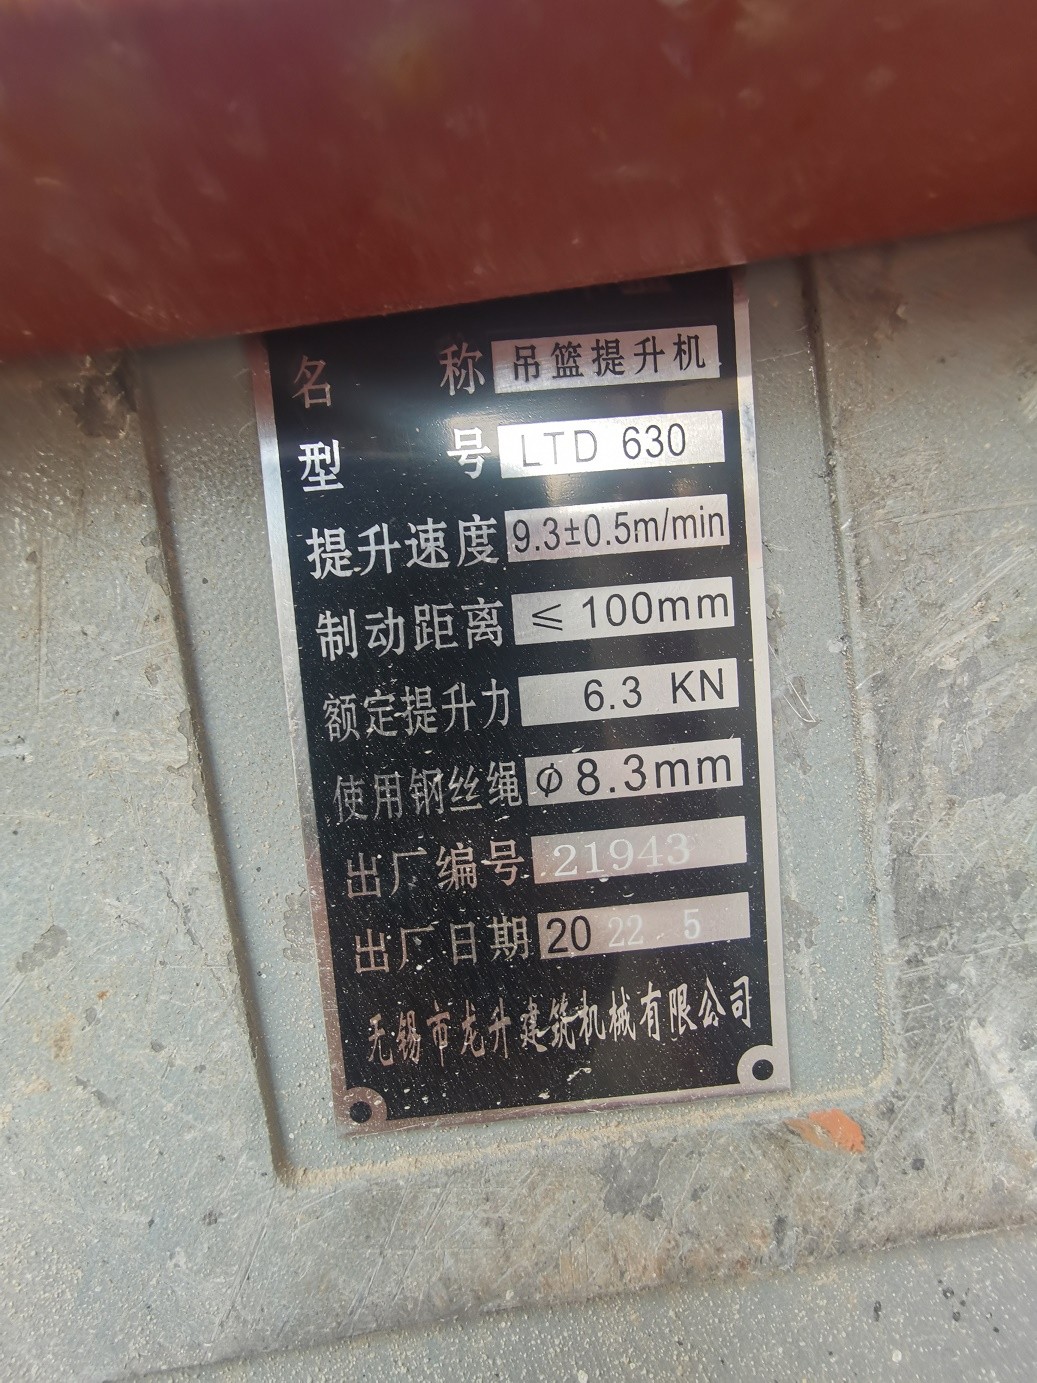 名 称 吊篮提升机
型 号 LTD 630
提升速度 9.3±0.5m/min
制动距离 ≤ 100mm
额定提升力 6.3 KN
使用钢丝绳 φ8.3mm
出厂编号 21943
出厂日期 2022.5
无锡市龙升建筑机械有限公司